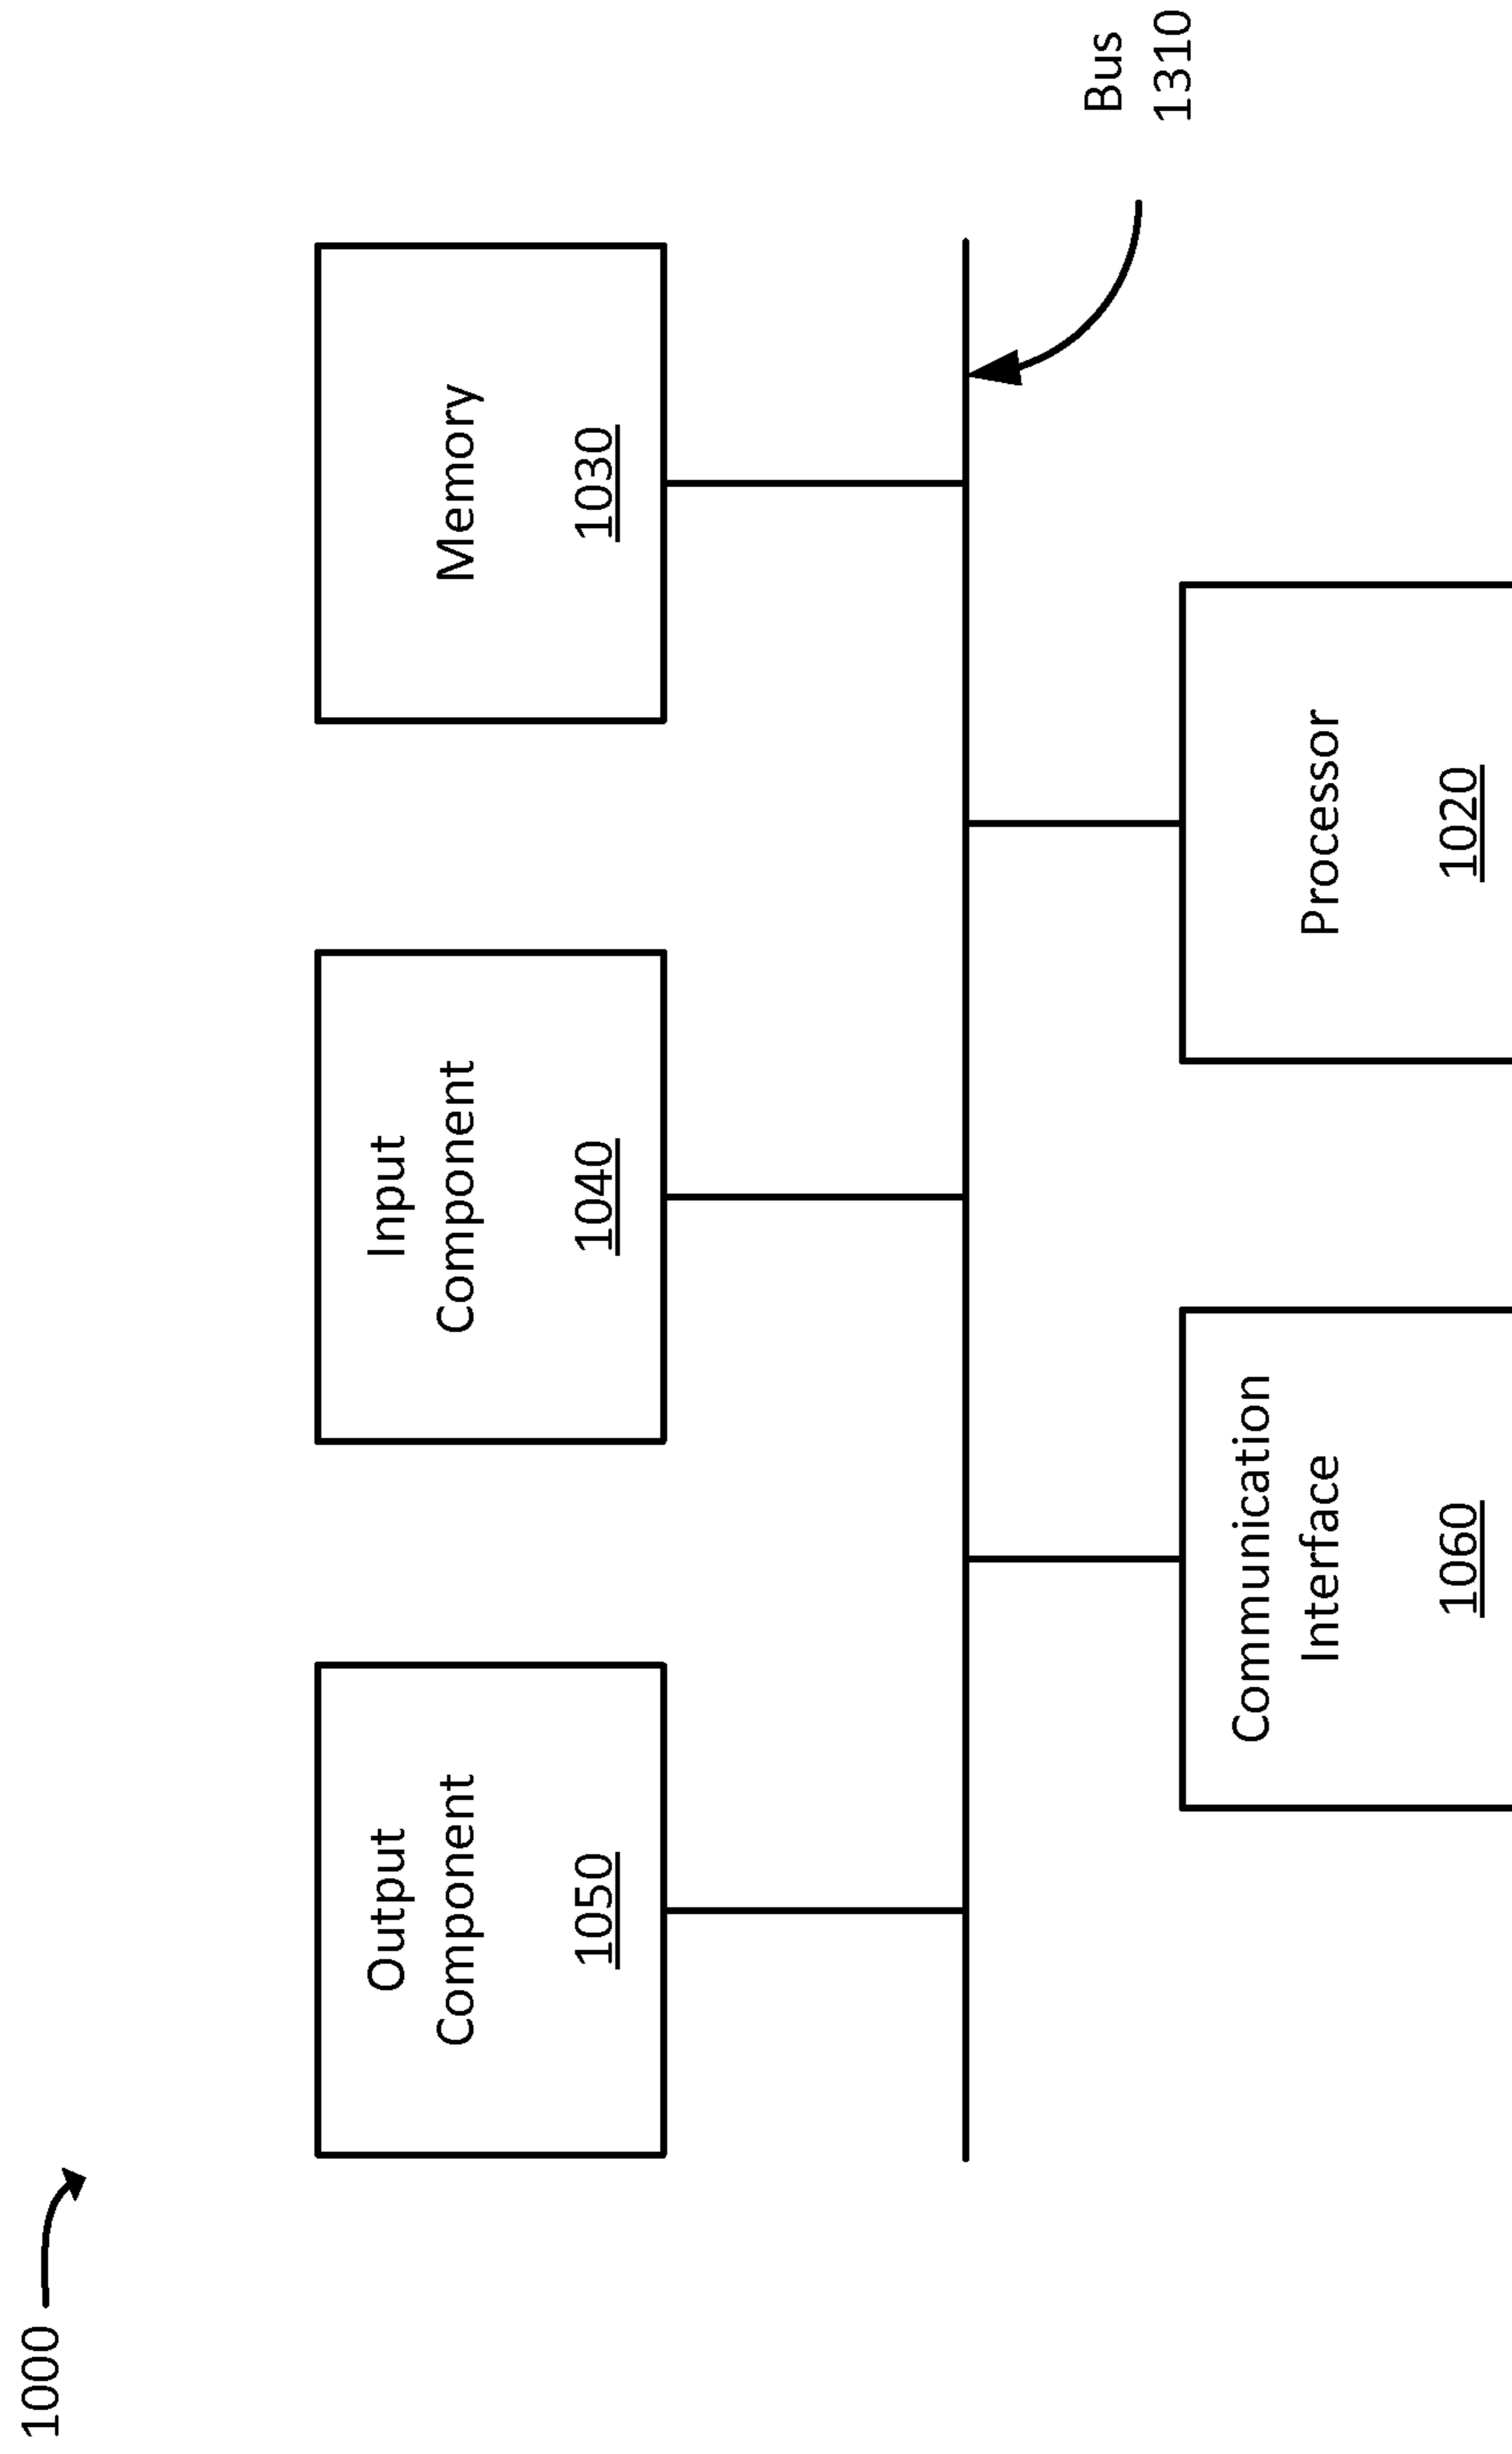 1000
Output
Component
1050
Input
Component
1040
Memory
1030
Bus
1310
Communication
Interface
1060
Processor
1020